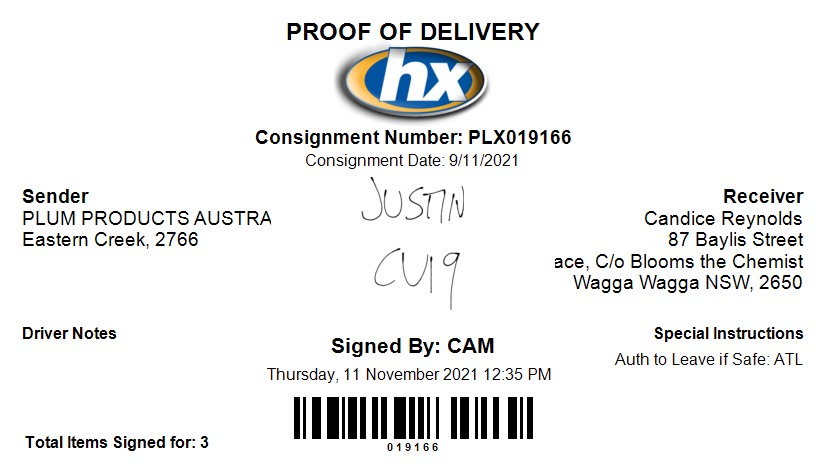 PROOF OF DELIVERY
hx
Consignment Number: PLX019166
Consignment Date: 9/11/2021
Sender
PLUM PRODUCTS AUSTRA
Eastern Creek, 2766
JUSTIN
CV19
Receiver
Candice Reynolds
87 Baylis Street
ace, C/o Blooms the Chemist
Wagga Wagga NSW, 2650
Driver Notes
Signed By: CAM
Thursday, 11 November 2021 12:35 PM
Special Instructions
Auth to Leave if Safe: ATL
Total Items Signed for: 3
019166